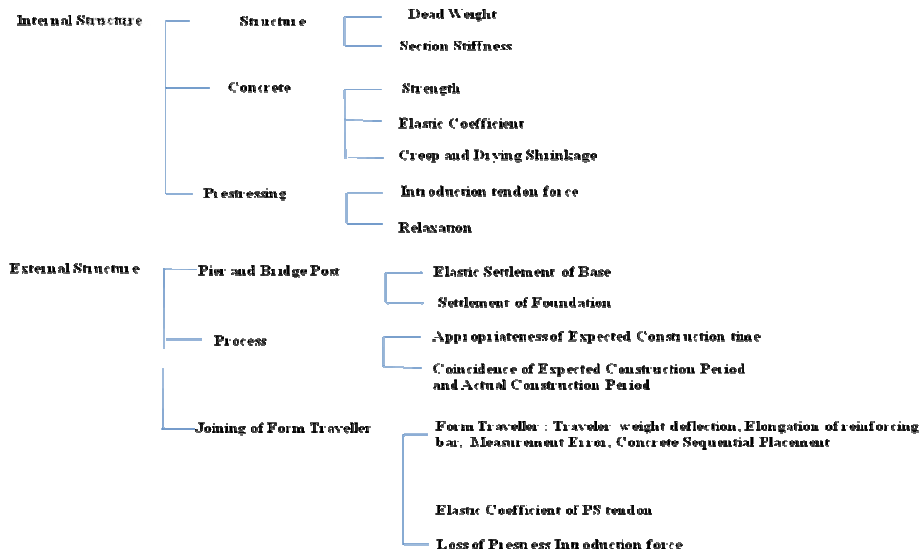 Internal Structure
Structure
Dead Weight
Section Stiffness
Concrete
Strength
Elastic Coefficient
Creep and Drying Shrinkage
Prestressing
Introduction tendon force
Relaxation
External Structure
Pier and Bridge Post
Elastic Settlement of Base
Settlement of Foundation
Process
Appropriateness of Expected Construction time
Coincidence of Expected Construction Period
and Actual Construction Period
Joining of Form Traveller
Form Traveller : Traveler weight deflection, Elongation of reinforcing
bar, Measurement Error, Concrete Sequential Placement
Elastic Coefficient of PS tendon
Loss of Presness Introduction force